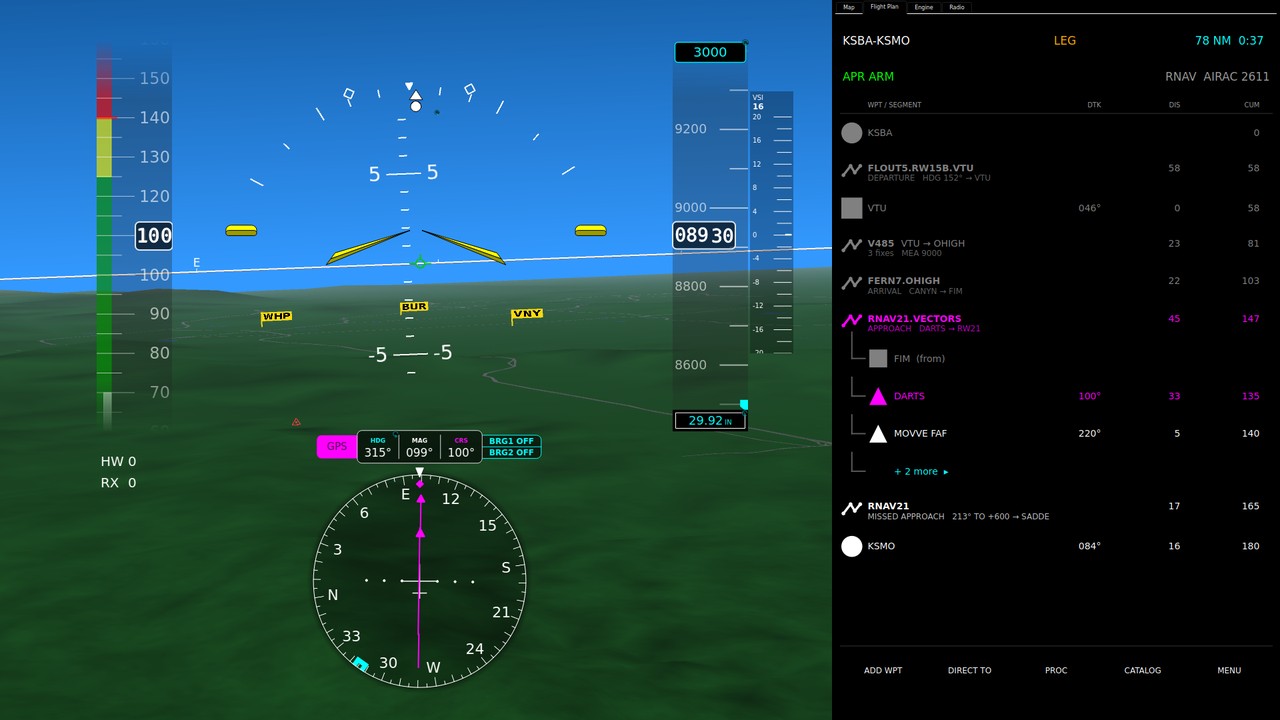 Map Flight Plan Engine Radio
KSBA-KSMO LEG 78 NM 0:37
APR ARM RNAV AIRAC 2611
WPT / SEGMENT DTK DIS CUM
KSBA 0
FLOUT5.RW15B.VTU 58 58
DEPARTURE HDG 152° → VTU
VTU 046° 0 58
V485 VTU → OHIGH 23 81
3 fixes MEA 9000
FERN7.OHIGH 22 103
ARRIVAL CANYN → FIM
RNAV21.VECTORS 45 147
APPROACH DARTS → RW21
FIM (from)
DARTS 100° 33 135
MOVVE FAF 220° 5 140
+ 2 more ▸
RNAV21 17 165
MISSED APPROACH 213° TO +600 → SADDE
KSMO 084° 16 180
ADD WPT DIRECT TO PROC CATALOG MENU
150
140
130
120
100
100
90
80
70
HW 0
RX 0
5 5
-5 -5
E
WHP BUR VNY
3000
9200
9000
08930
8800
8600
29.92 IN
VSI
16
20
16
12
8
4
0
-4
-8
-12
-16
20
GPS
HDG
315°
MAG
099°
CRS
100°
BRG1 OFF
BRG2 OFF
E 12 15 S 21 24 W 30 33 N 3 6